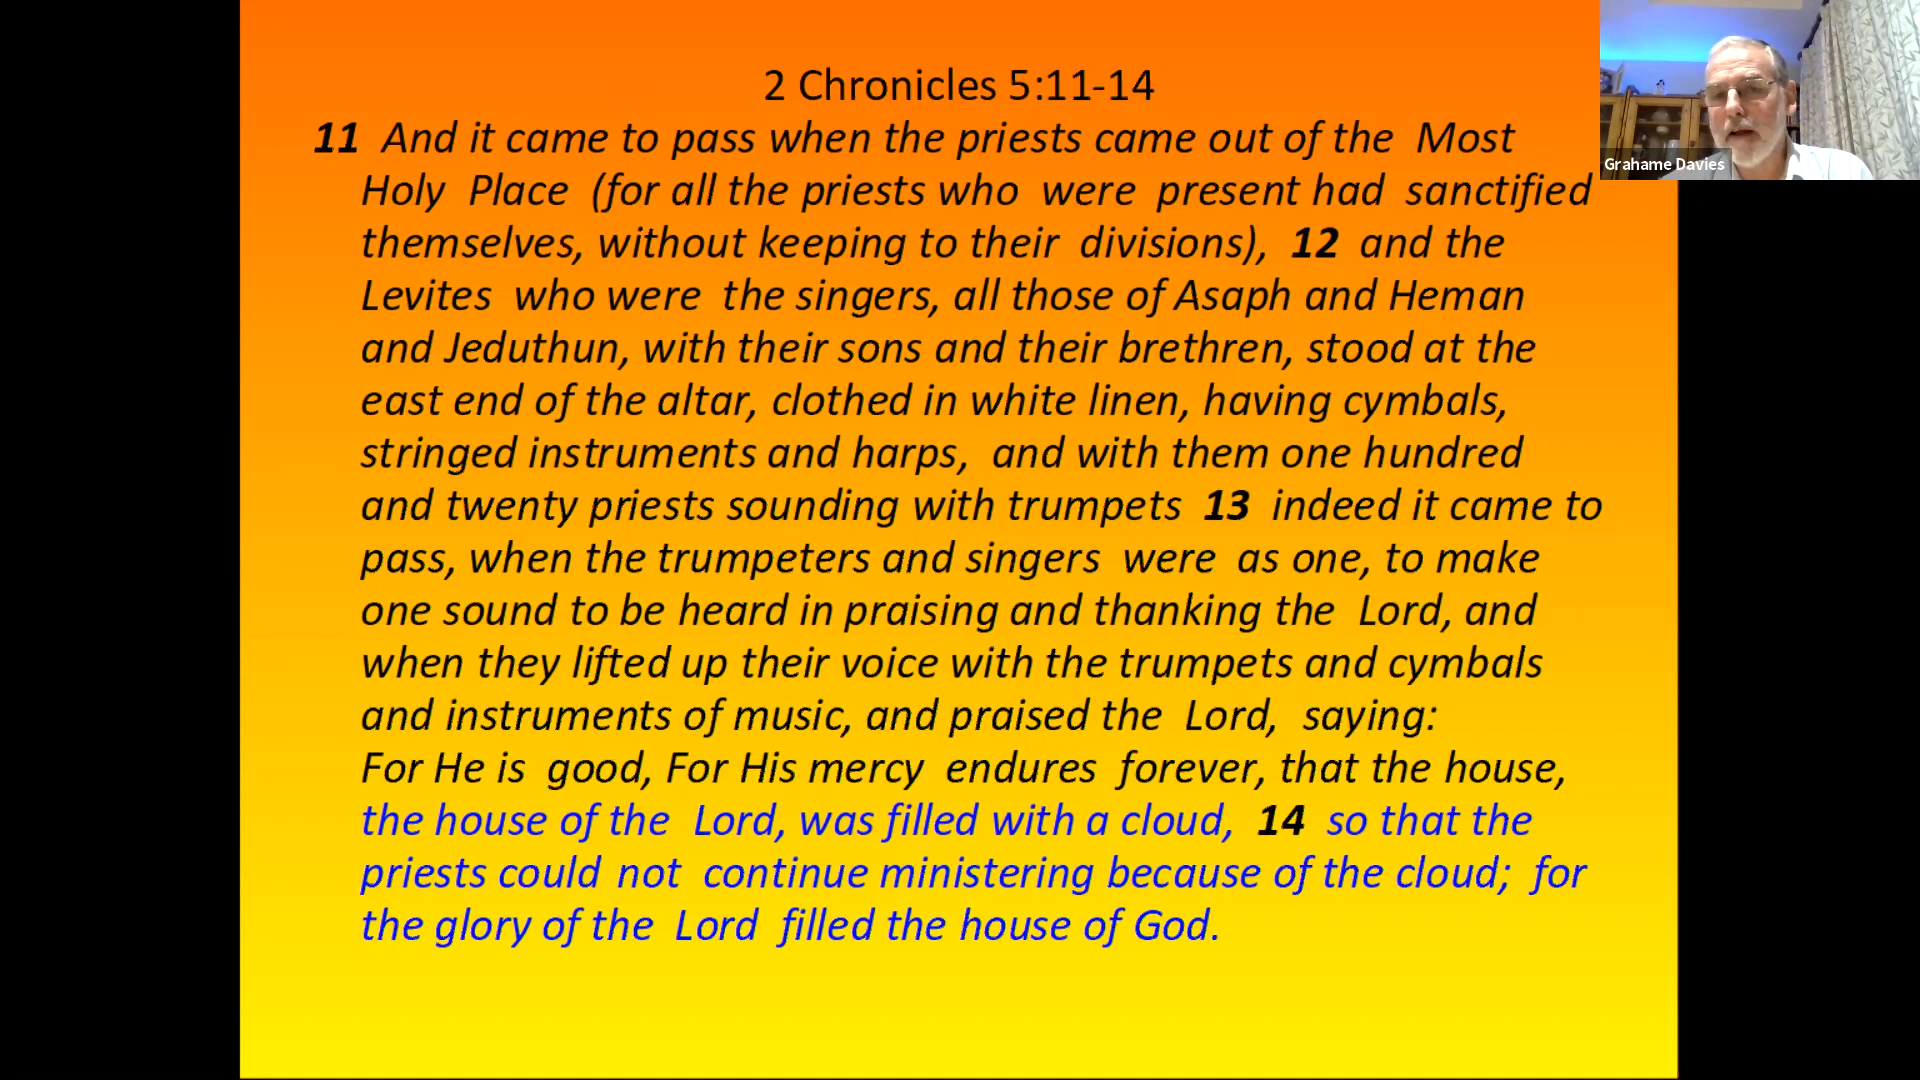 2 Chronicles 5:11-14
11 And it came to pass when the priests came out of the Most
Holy Place (for all the priests who were present had sanctified
themselves, without keeping to their divisions), 12 and the
Levites who were the singers, all those of Asaph and Heman
and Jeduthun, with their sons and their brethren, stood at the
east end of the altar, clothed in white linen, having cymbals,
stringed instruments and harps, and with them one hundred
and twenty priests sounding with trumpets 13 indeed it came to
pass, when the trumpeters and singers were as one, to make
one sound to be heard in praising and thanking the Lord, and
when they lifted up their voice with the trumpets and cymbals
and instruments of music, and praised the Lord, saying:
For He is good, For His mercy endures forever, that the house,
the house of the Lord, was filled with a cloud, 14 so that the
priests could not continue ministering because of the cloud; for
the glory of the Lord filled the house of God.
Grahame Davies